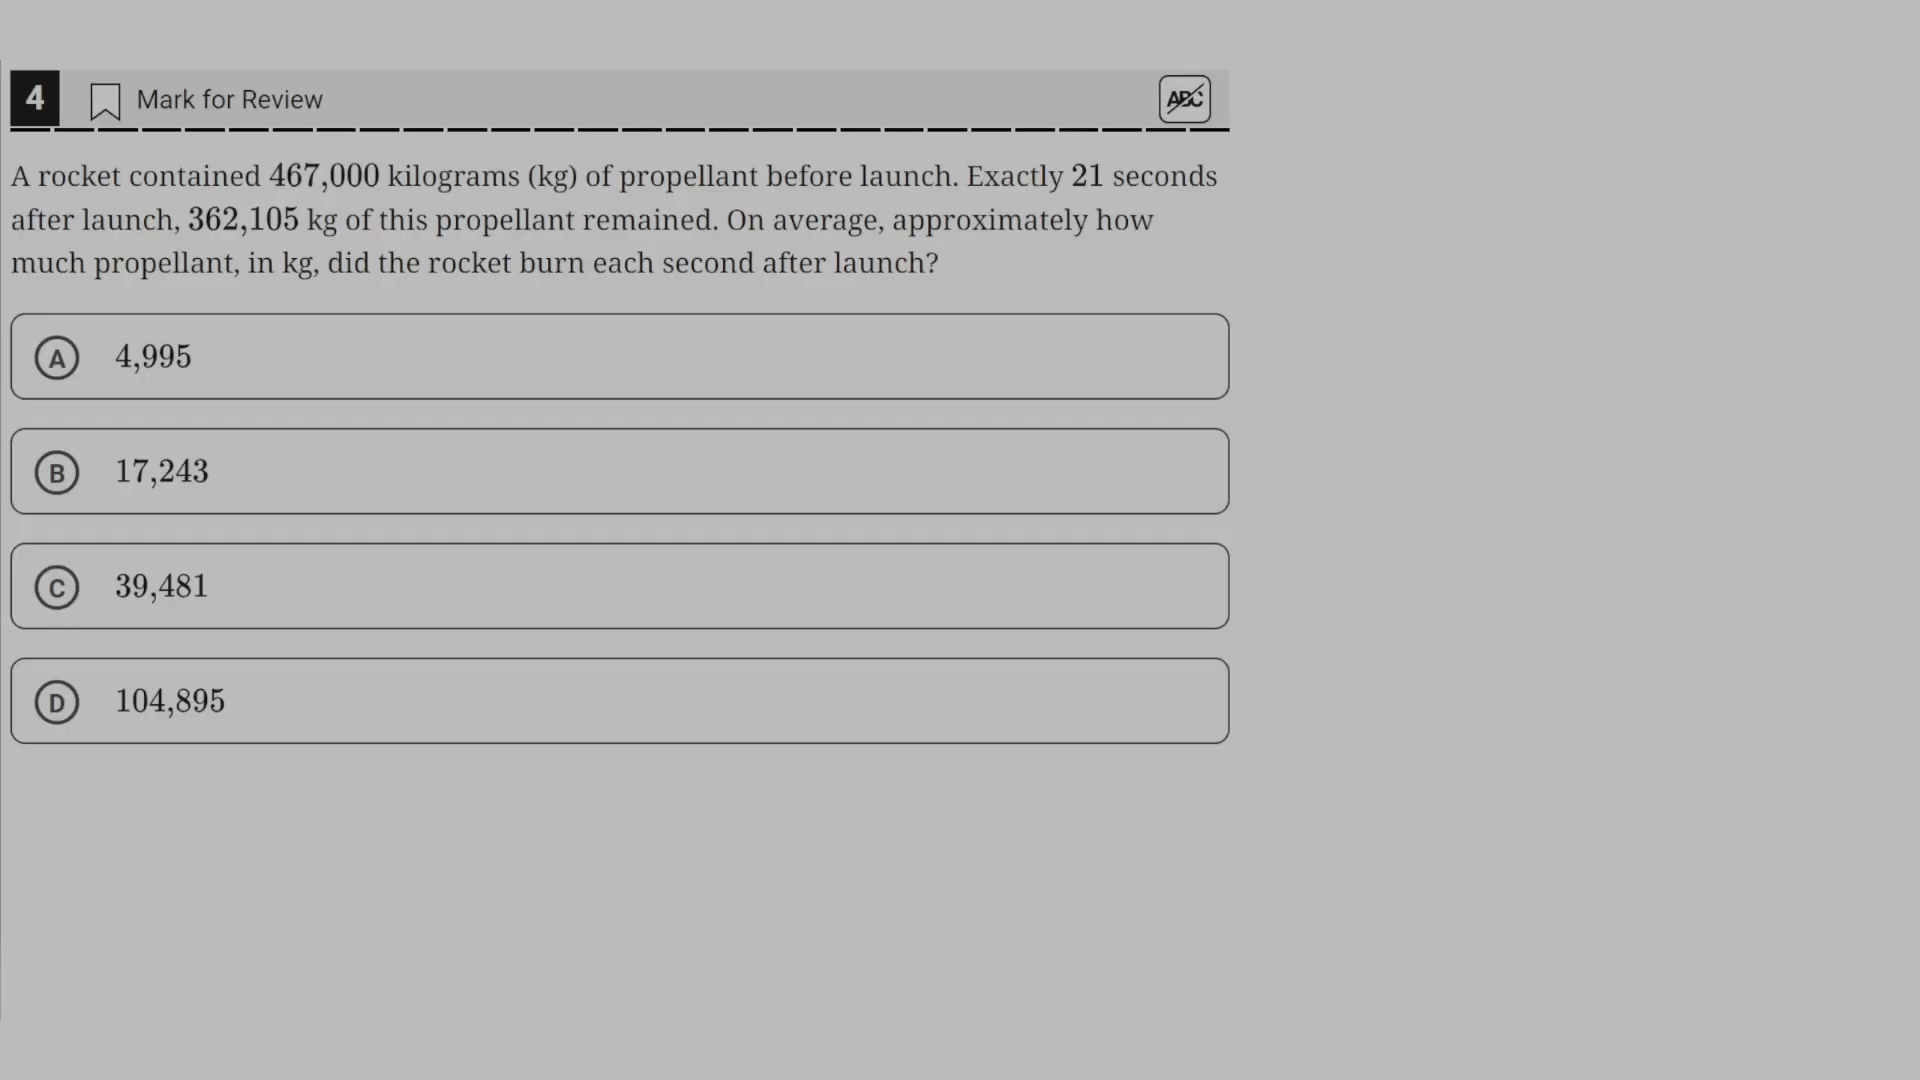 4 Mark for Review ABC
A rocket contained 467,000 kilograms (kg) of propellant before launch. Exactly 21 seconds
after launch, 362,105 kg of this propellant remained. On average, approximately how
much propellant, in kg, did the rocket burn each second after launch?
A 4,995
B 17,243
C 39,481
D 104,895